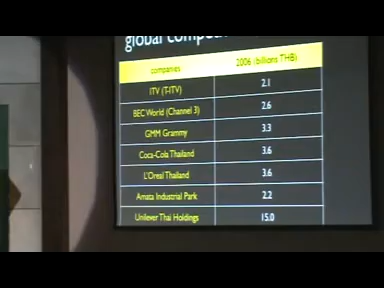 global
companies 2006 (billions THB)
ITV (T-ITV) 2.1
BEC World (Channel 3) 2.6
GMM Grammy 3.3
Coca-Cola Thailand 3.6
L'Oreal Thailand 3.6
Amata Industrial Park 2.2
Unilever Thai Holdings 15.0